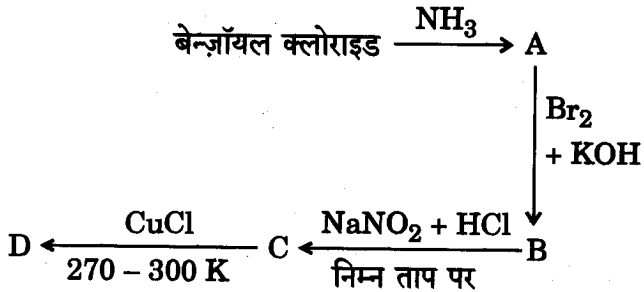 बेन्ज़ॉयल क्लोराइड NH₃ A
Br₂
+ KOH
D CuCl C NaNO₂ + HCl B
270 – 300 K निम्न ताप पर